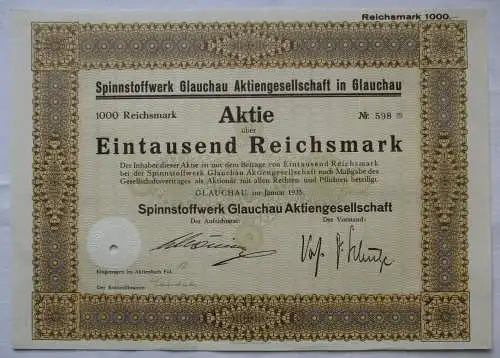 Reichsmark 1000.—
Spinnstoffwerk Glauchau Aktiengesellschaft in Glauchau
1000 Reichsmark Aktie Nr. 598
über
Eintausend Reichsmark
Der Inhaber dieser Aktie ist mit dem Betrage von Eintausend Reichsmark
bei der Spinnstoffwerk Glauchau Aktiengesellschaft nach Maßgabe des
Gesellschaftsvertrages als Aktionär mit allen Rechten und Pflichten beteiligt.
GLAUCHAU, im Januar 1935
Spinnstoffwerk Glauchau Aktiengesellschaft
Der Aufsichtsrat: Der Vorstand:
Eingetragen im Aktienbuch Fol.
Der Kontrollbeamte: